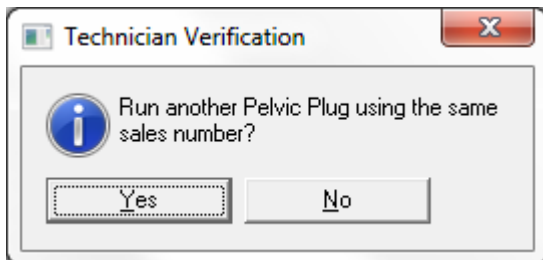 Technician Verification
Run another Pelvic Plug using the same
sales number?
Yes
No